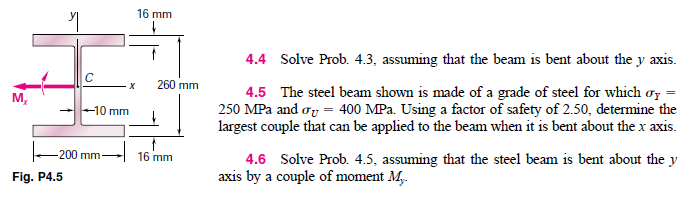 y
16 mm
C
x
260 mm
Mx
10 mm
200 mm
16 mm
Fig. P4.5
4.4 Solve Prob. 4.3, assuming that the beam is bent about the y axis.
4.5 The steel beam shown is made of a grade of steel for which σY =
250 MPa and σU = 400 MPa. Using a factor of safety of 2.50, determine the
largest couple that can be applied to the beam when it is bent about the x axis.
4.6 Solve Prob. 4.5, assuming that the steel beam is bent about the y
axis by a couple of moment My.